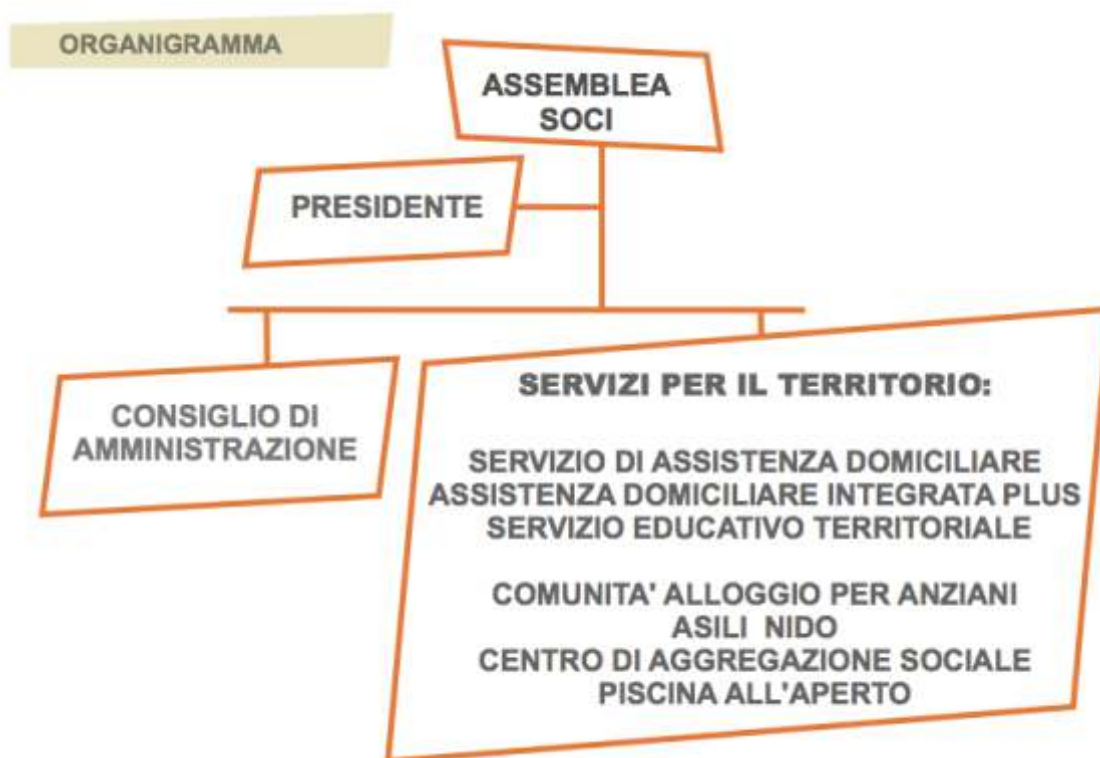 ORGANIGRAMMA
ASSEMBLEA
SOCI
PRESIDENTE
CONSIGLIO DI
AMMINISTRAZIONE
SERVIZI PER IL TERRITORIO:
SERVIZIO DI ASSISTENZA DOMICILIARE
ASSISTENZA DOMICILIARE INTEGRATA PLUS
SERVIZIO EDUCATIVO TERRITORIALE
COMUNITA' ALLOGGIO PER ANZIANI
ASILI NIDO
CENTRO DI AGGREGAZIONE SOCIALE
PISCINA ALL'APERTO